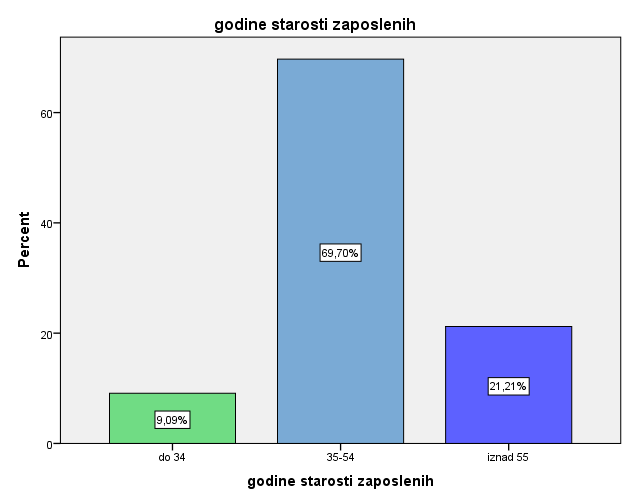 godine starosti zaposlenih
Percent
60
40
20
0
69,70%
21,21%
9,09%
do 34
35-54
iznad 55
godine starosti zaposlenih